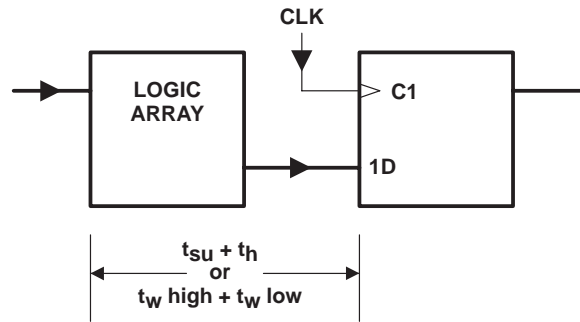 CLK
LOGIC
ARRAY
C1
1D
tsu + th
or
tw high + tw low